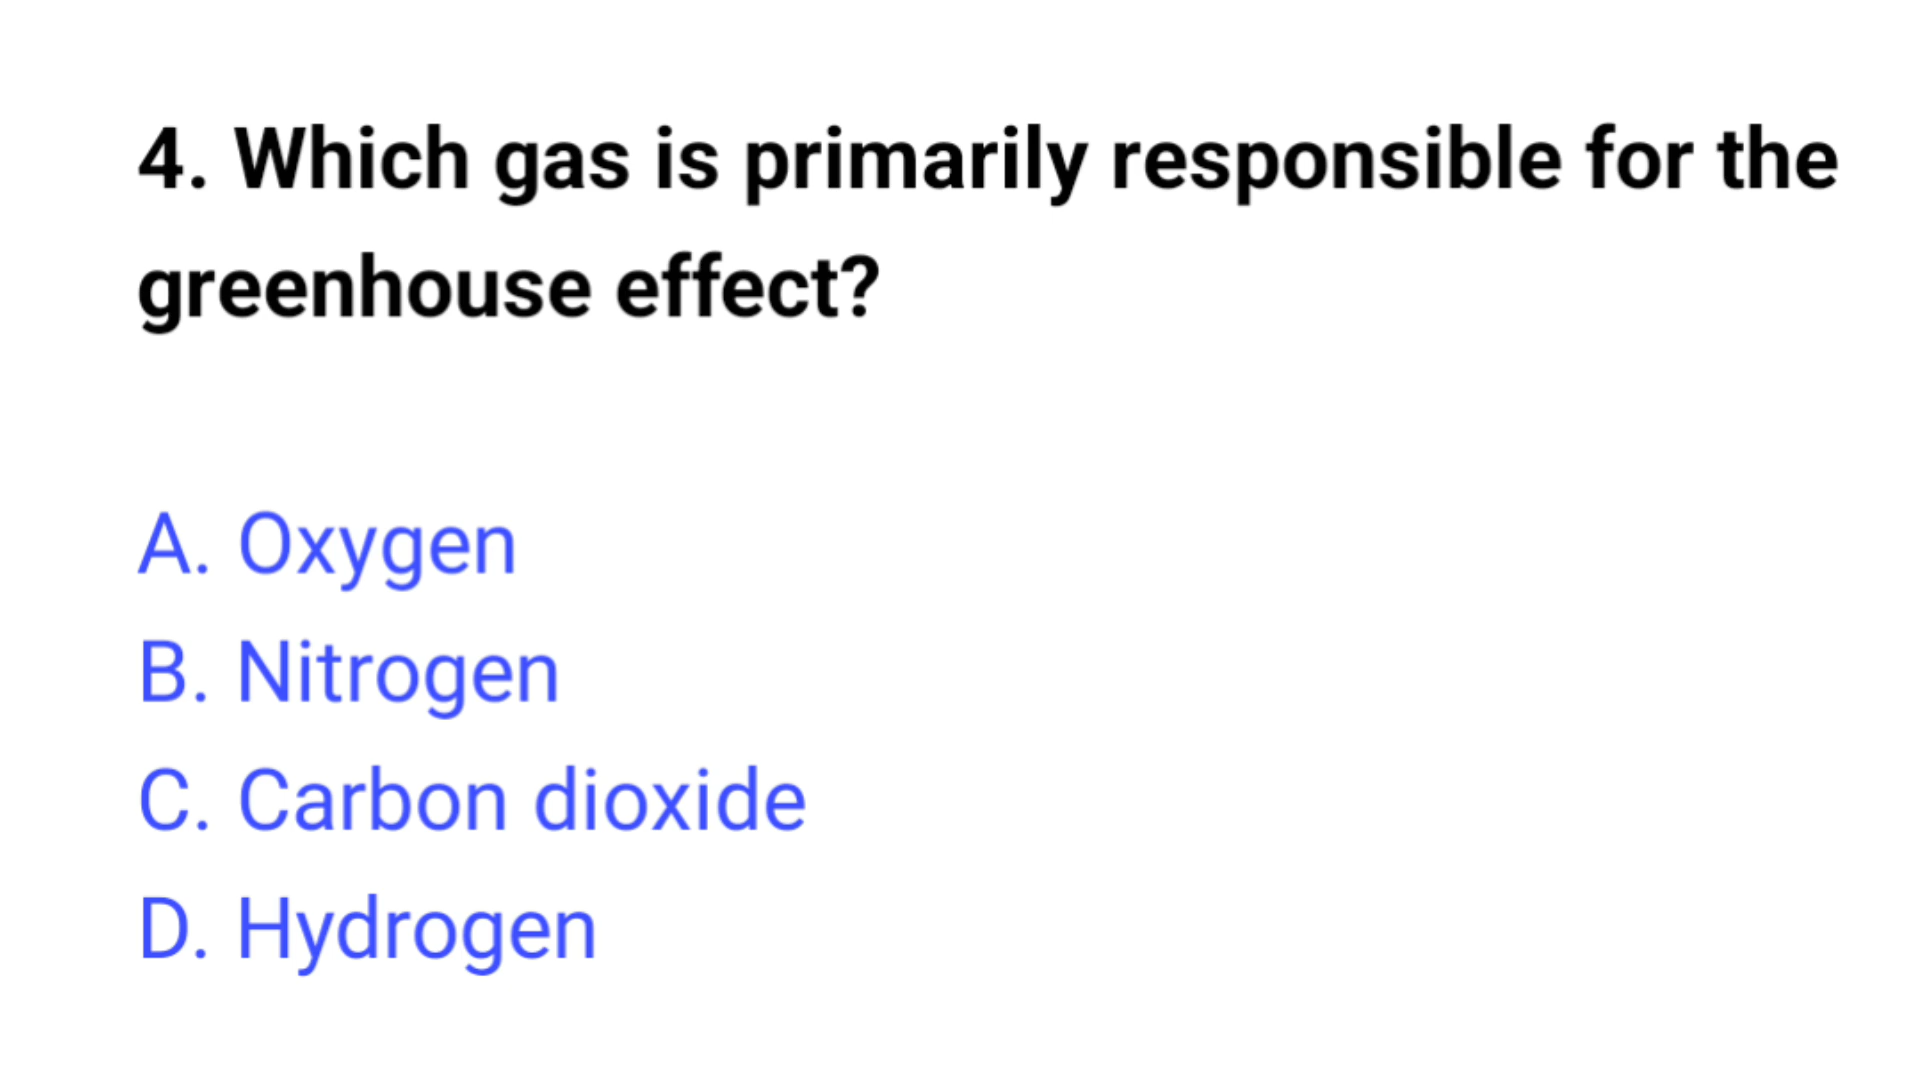 4. Which gas is primarily responsible for the
greenhouse effect?
A. Oxygen
B. Nitrogen
C. Carbon dioxide
D. Hydrogen